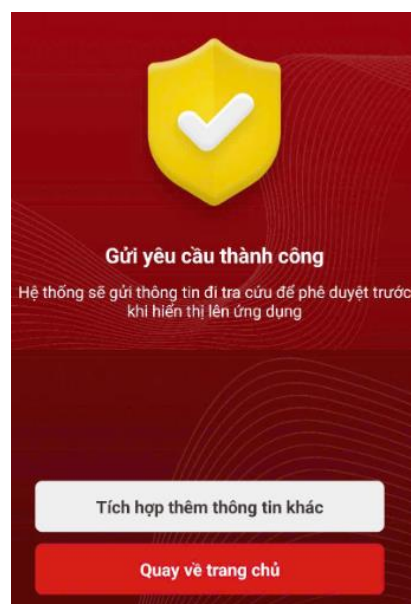 Gửi yêu cầu thành công
Hệ thống sẽ gửi thông tin đi tra cứu để phê duyệt trước
khi hiển thị lên ứng dụng
Tích hợp thêm thông tin khác
Quay về trang chủ